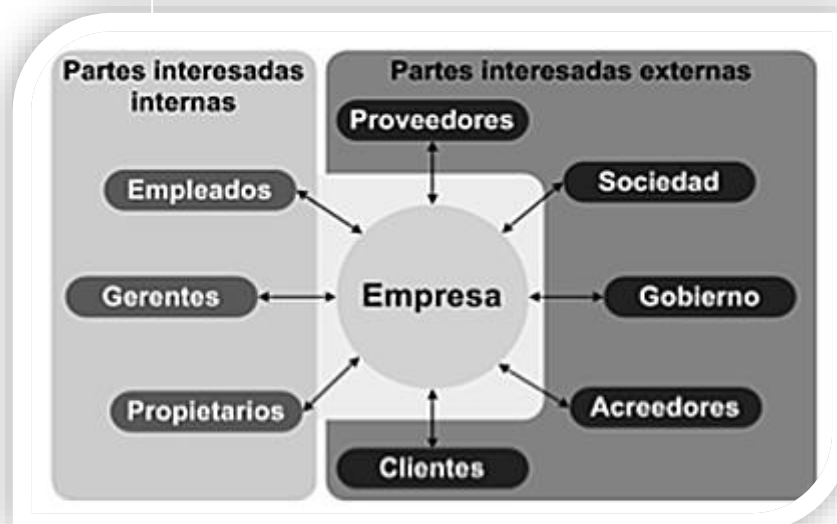 Partes interesadas
internas
Partes interesadas externas
Proveedores
Empleados
Sociedad
Gerentes
Empresa
Gobierno
Propietarios
Acreedores
Clientes